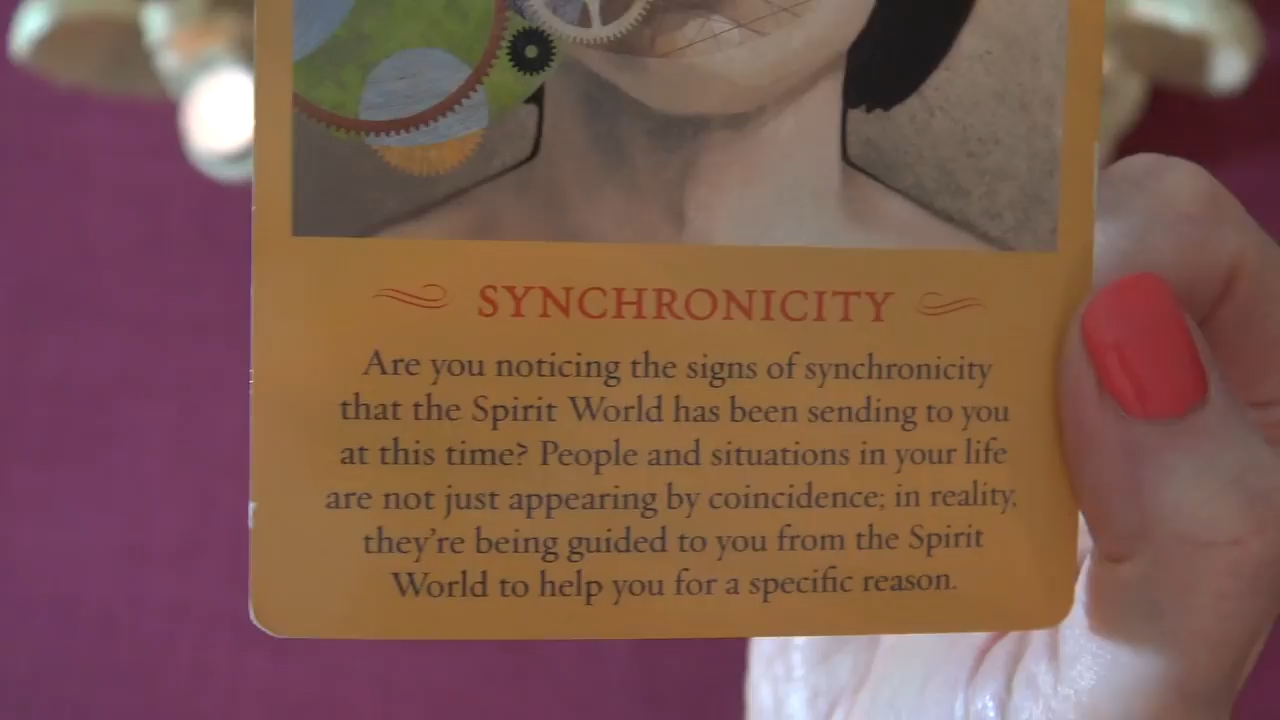 SYNCHRONICITY
Are you noticing the signs of synchronicity
that the Spirit World has been sending to you
at this time? People and situations in your life
are not just appearing by coincidence; in reality,
they're being guided to you from the Spirit
World to help you for a specific reason.